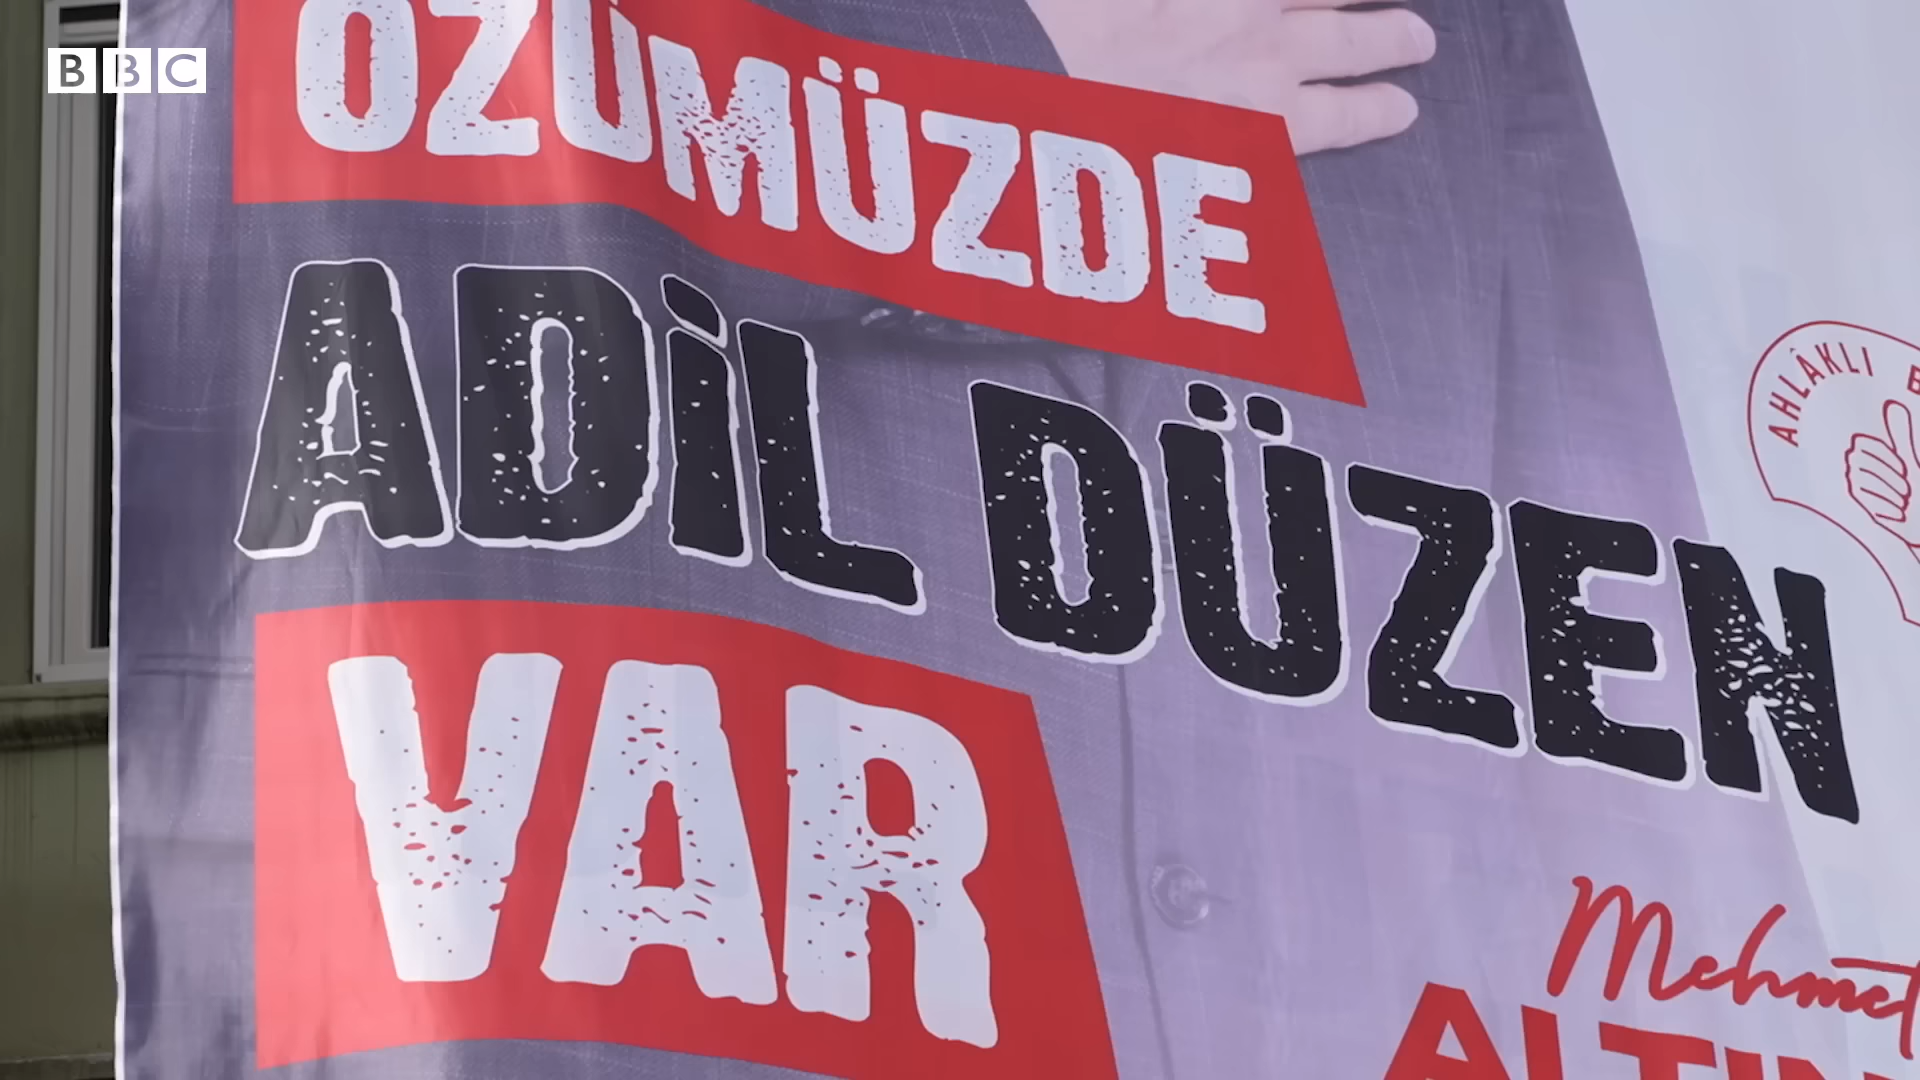 BBC
ÖZÜMÜZDE
ADİL DÜZEN
VAR
AHLÂKLI
Mehmet